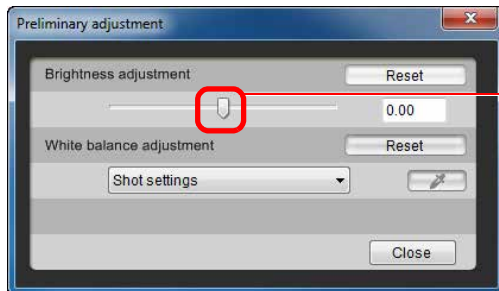 Preliminary adjustment
Brightness adjustment
Reset
0.00
White balance adjustment
Reset
Shot settings
Close